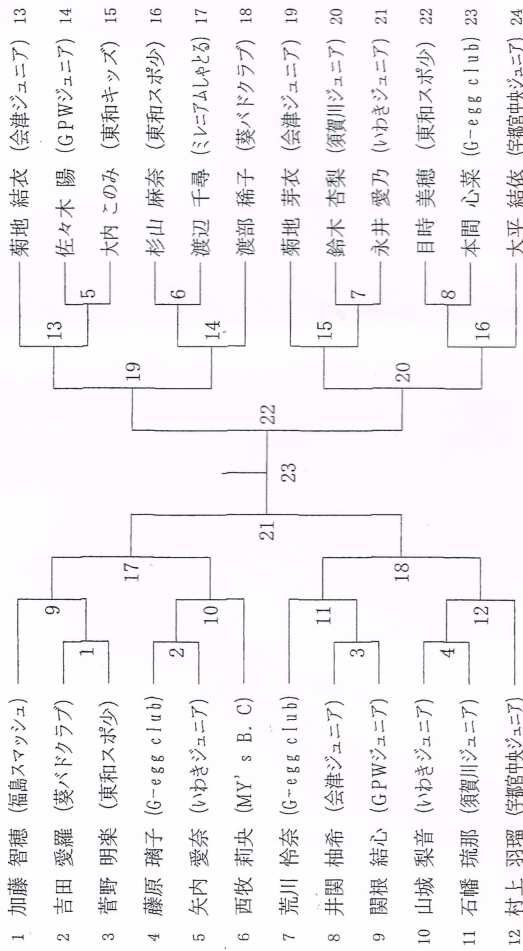 1 加藤 智穂 (福島スマッシュ)
2 吉田 愛羅 (葵バドクラブ)
3 菅野 明楽 (東和スポ少)
4 藤原 璃子 (G-egg club)
5 矢内 愛奈 (いわきジュニア)
6 西牧 莉央 (MY's B.C)
7 荒川 怜奈 (G-egg club)
8 井関 柚希 (会津ジュニア)
9 関根 結心 (GPWジュニア)
10 山城 梨音 (いわきジュニア)
11 石幡 琉那 (須賀川ジュニア)
12 村上 羽瑠 (宇都宮中央ジュニア)
1
2
3
4
9
10
11
12
17
18
21
23
22
19
20
13
14
15
16
5
6
7
8
菊地 結衣 (会津ジュニア) 13
佐々木 陽 (GPWジュニア) 14
大内 このみ (東和キッズ) 15
杉山 麻奈 (東和スポ少) 16
渡辺 千尋 (ミレニアムしゃとる) 17
渡部 稀子 (葵バドクラブ) 18
菊地 芽衣 (会津ジュニア) 19
鈴木 杏梨 (須賀川ジュニア) 20
永井 愛乃 (いわきジュニア) 21
目時 美穂 (東和スポ少) 22
本間 心菜 (G-egg club) 23
大平 結依 (宇都宮中央ジュニア) 24